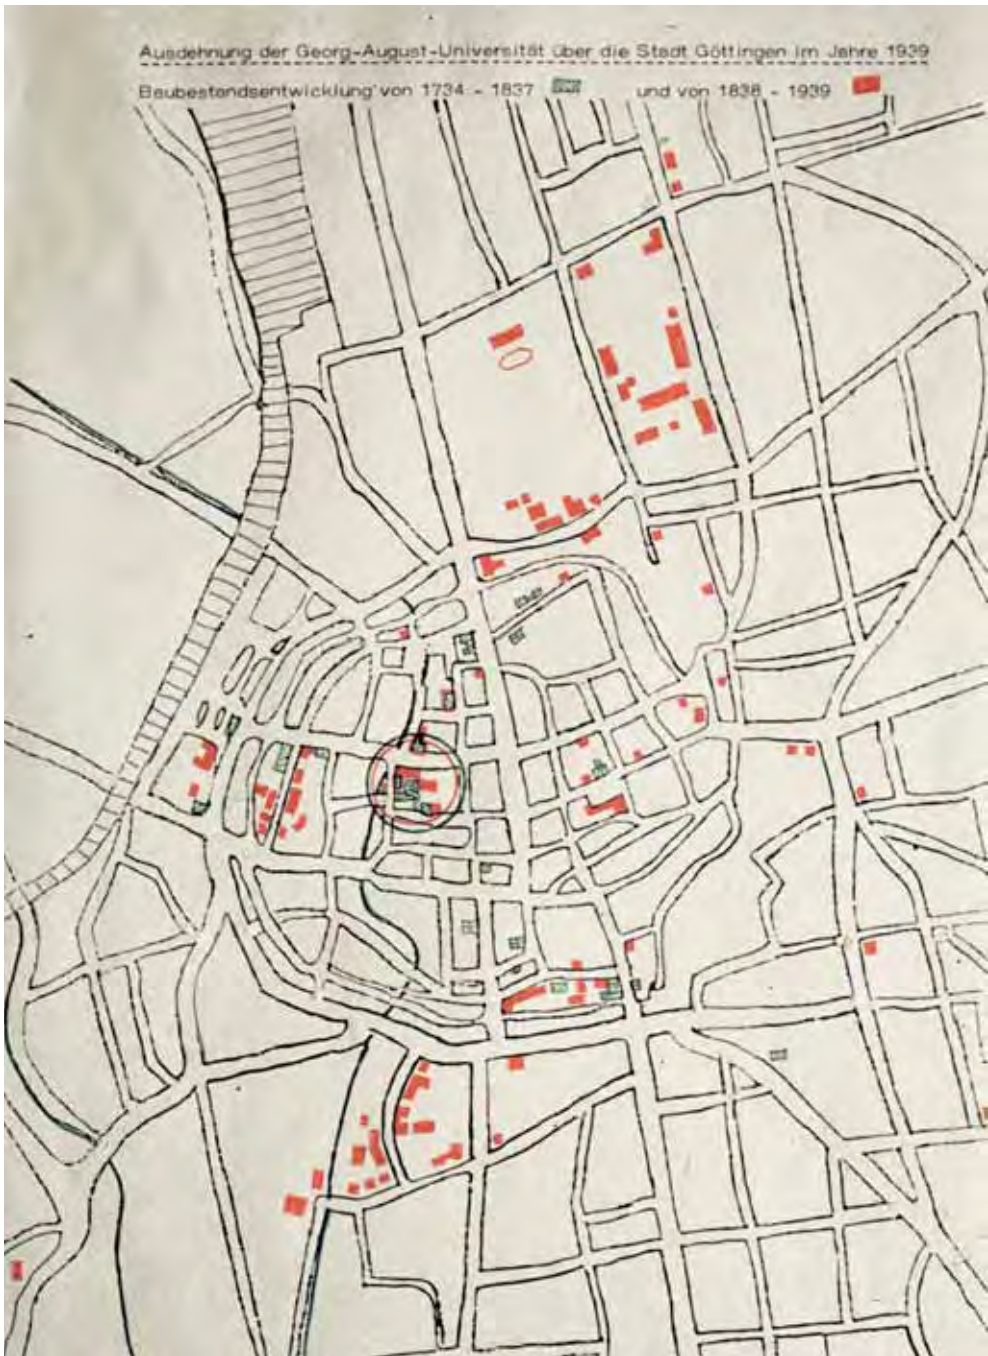 Ausdehnung der Georg-August-Universität über die Stadt Göttingen im Jahre 1939
Baubestandsentwicklung von 1734 - 1837 und von 1838 - 1939